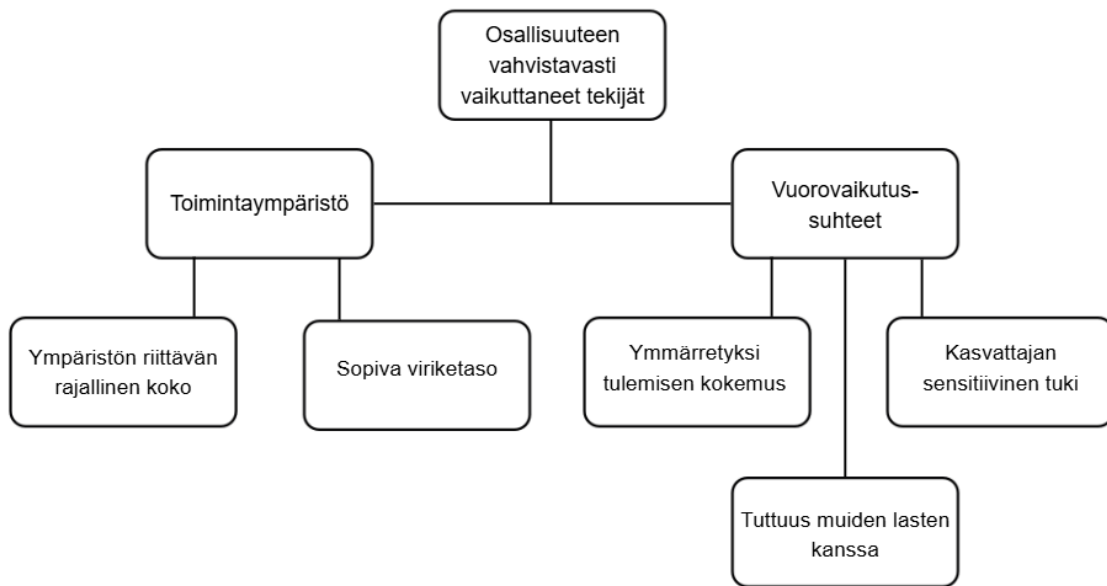 Osallisuuteen
vahvistavasti
vaikuttaneet tekijät
Toimintaympäristö
Vuorovaikutus-
suhteet
Ympäristön riittävän
rajallinen koko
Sopiva viriketaso
Ymmärretyksi
tulemisen kokemus
Kasvattajan
sensitiivinen tuki
Tuttuus muiden lasten
kanssa